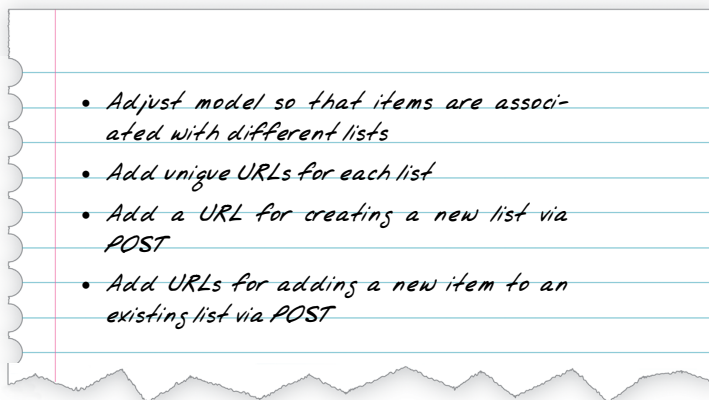 • Adjust model so that items are associ-
ated with different lists
• Add unique URLs for each list
• Add a URL for creating a new list via
POST
• Add URLs for adding a new item to an
existing list via POST